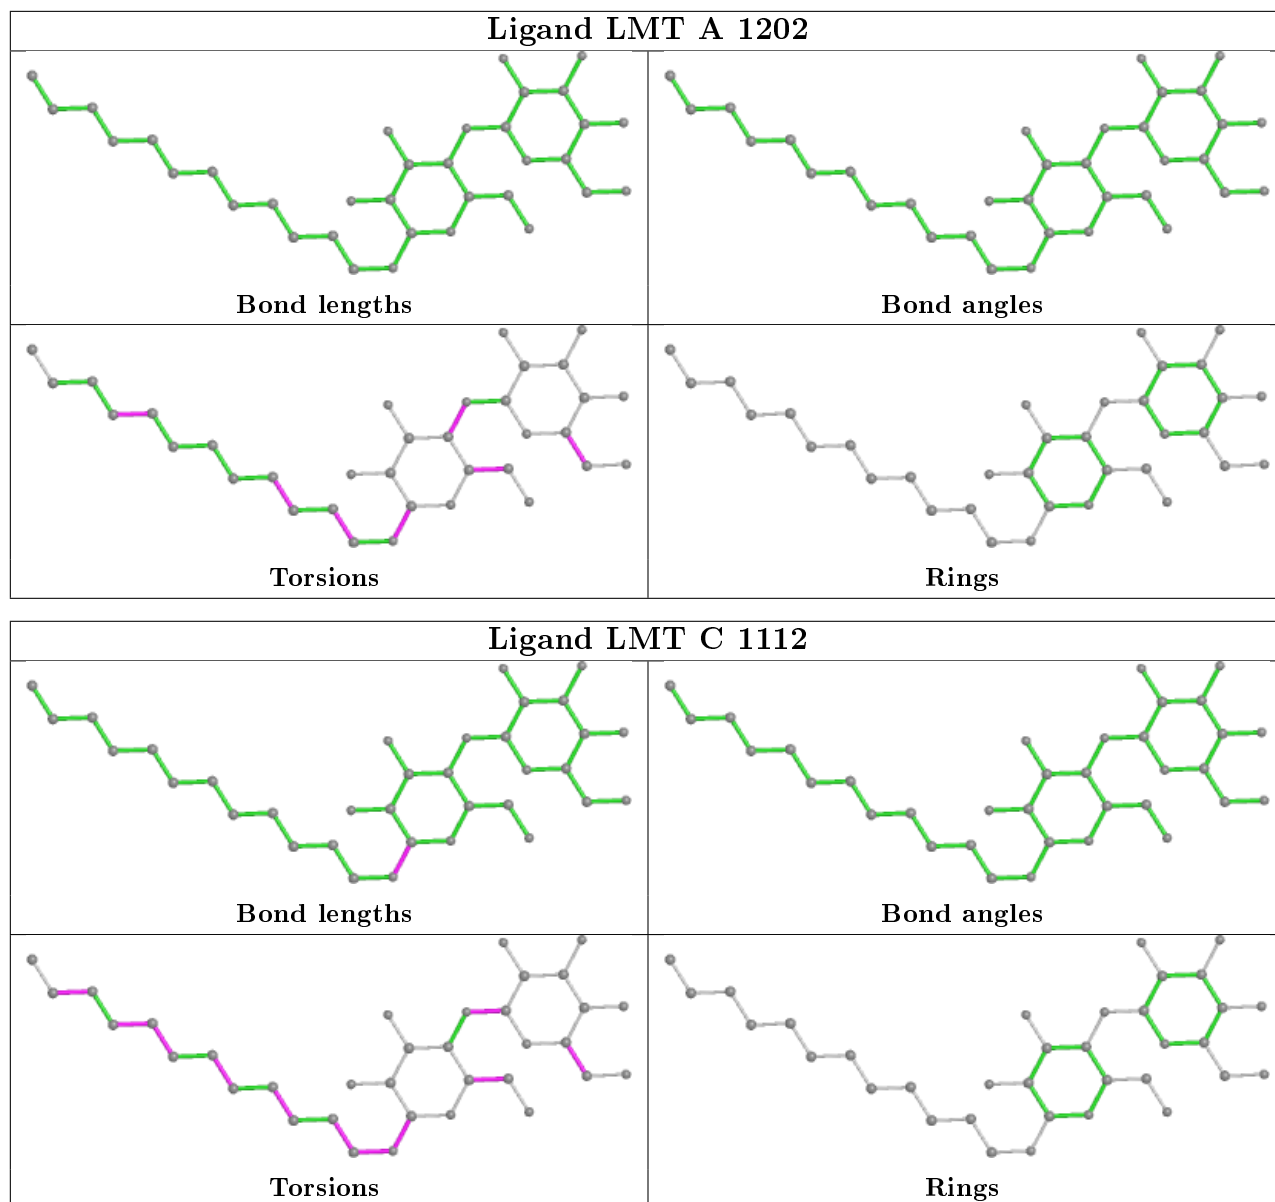 Ligand LMT A 1202
Bond lengths
Bond angles
Torsions
Rings
Ligand LMT C 1112
Bond lengths
Bond angles
Torsions
Rings